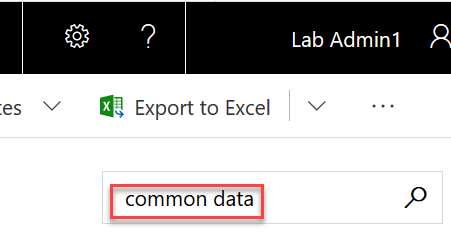 ? Lab Admin1
tes Export to Excel ...
common data